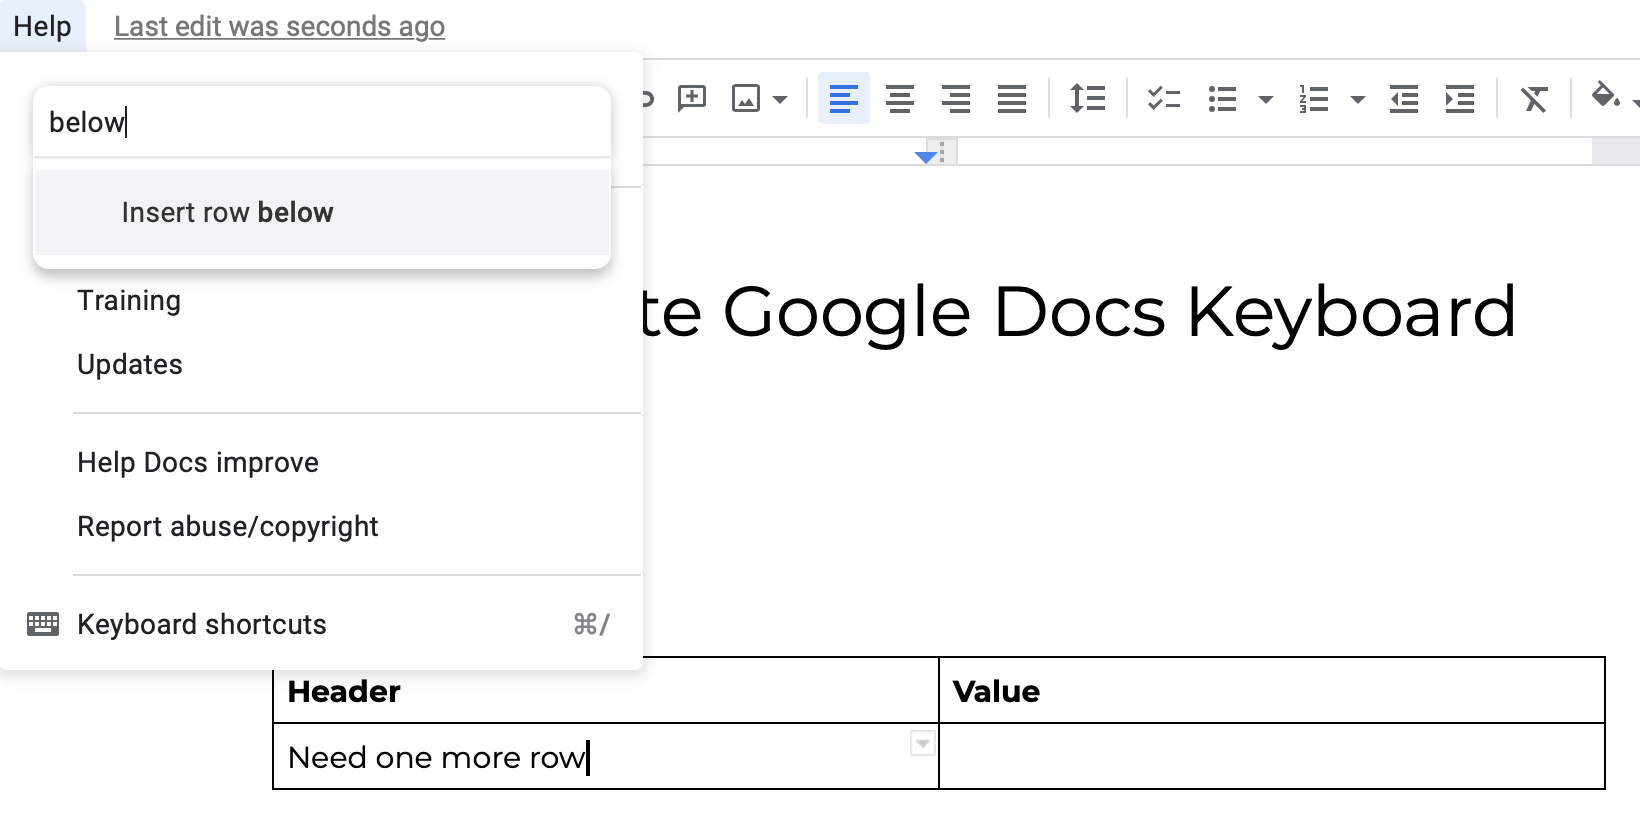 Help Last edit was seconds ago
below
Insert row below
Training
te Google Docs Keyboard
Updates
Help Docs improve
Report abuse/copyright
Keyboard shortcuts ⌘/
Header Value
Need one more row